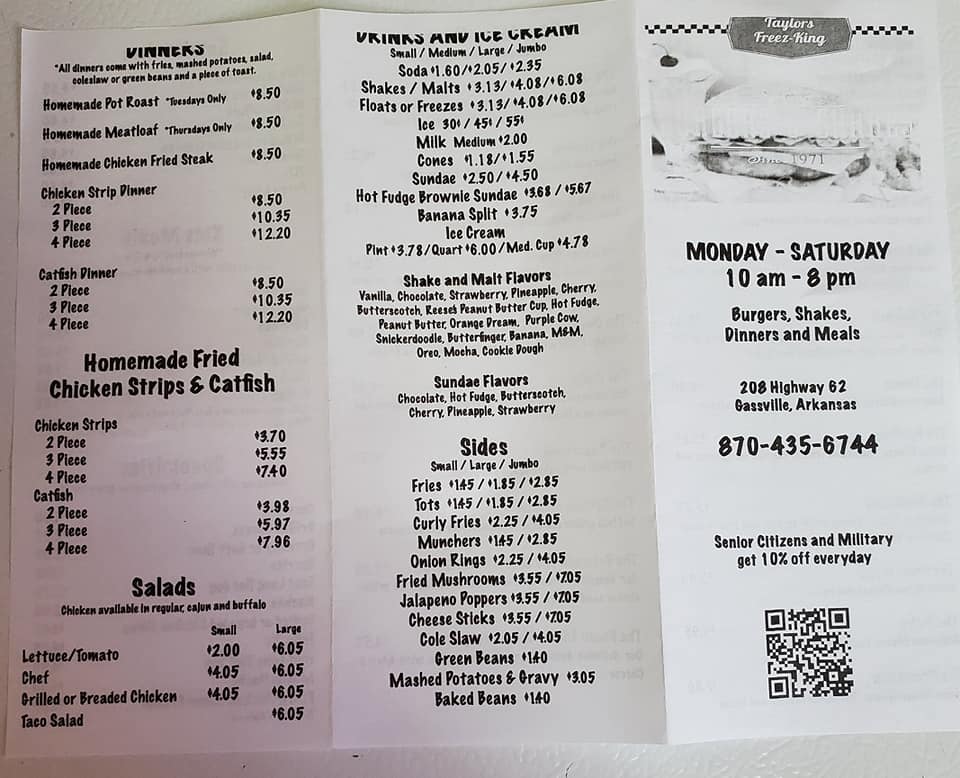 DINNERS
*All dinners come with fries, mashed potatoes, salad,
coleslaw or green beans and a piece of toast.
Homemade Pot Roast *Tuesdays Only $8.50
Homemade Meatloaf *Thursdays Only $8.50
Homemade Chicken Fried Steak $8.50
Chicken Strip Dinner
2 Piece $8.50
3 Piece $10.35
4 Piece $12.20
Catfish Dinner
2 Piece $8.50
3 Piece $10.35
4 Piece $12.20
Homemade Fried
Chicken Strips & Catfish
Chicken Strips
2 Piece $3.70
3 Piece $5.55
4 Piece $7.40
Catfish
2 Piece $3.98
3 Piece $5.97
4 Piece $7.96
Salads
Chicken available in regular, cajun and buffalo
Small Large
Lettuce/Tomato $2.00 $6.05
Chef $4.05 $6.05
Grilled or Breaded Chicken $4.05 $6.05
Taco Salad $6.05
DRINKS AND ICE CREAM
Small / Medium / Large / Jumbo
Soda $1.60/$2.05/$2.35
Shakes / Malts $3.13/$4.08/$6.08
Floats or Freezes $3.13/$4.08/$6.08
Ice 30¢ / 45¢ / 55¢
Milk Medium $2.00
Cones $1.18/$1.55
Sundae $2.50/$4.50
Hot Fudge Brownie Sundae $3.68 / $5.67
Banana Split $3.75
Ice Cream
Pint $3.78/Quart $6.00/Med. Cup $4.78
Shake and Malt Flavors
Vanilla, Chocolate, Strawberry, Pineapple, Cherry,
Butterscotch, Reese's Peanut Butter Cup, Hot Fudge,
Peanut Butter, Orange Dream, Purple Cow,
Snickerdoodle, Butterfinger, Banana, M&M,
Oreo, Mocha, Cookie Dough
Sundae Flavors
Chocolate, Hot Fudge, Butterscotch,
Cherry, Pineapple, Strawberry
Sides
Small / Large / Jumbo
Fries $1.45 / $1.85 / $2.85
Tots $1.45 / $1.85 / $2.85
Curly Fries $2.25 / $4.05
Munchers $1.45 / $2.85
Onion Rings $2.25 / $4.05
Fried Mushrooms $3.55 / $7.05
Jalapeno Poppers $3.55 / $7.05
Cheese Sticks $3.55 / $7.05
Cole Slaw $2.05 / $4.05
Green Beans $1.40
Mashed Potatoes & Gravy $3.05
Baked Beans $1.40
Taylors
Freez-King
Since 1971
MONDAY - SATURDAY
10 am - 8 pm
Burgers, Shakes,
Dinners and Meals
208 Highway 62
Gassville, Arkansas
870-435-6744
Senior Citizens and Military
get 10% off everyday